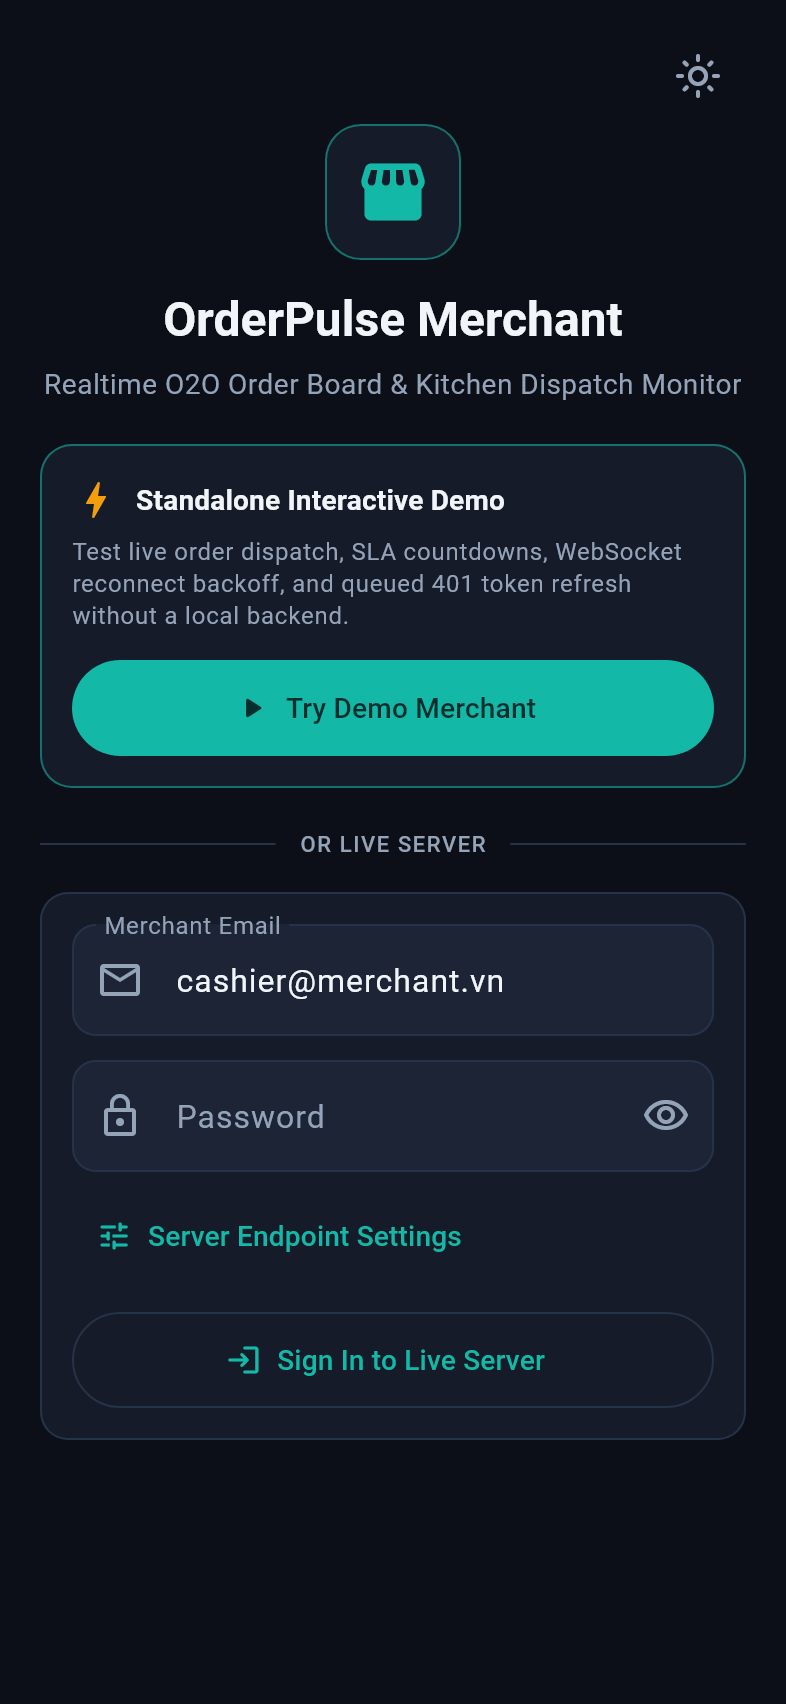 OrderPulse Merchant
Realtime O2O Order Board & Kitchen Dispatch Monitor
Standalone Interactive Demo
Test live order dispatch, SLA countdowns, WebSocket
reconnect backoff, and queued 401 token refresh
without a local backend.
Try Demo Merchant
OR LIVE SERVER
Merchant Email
cashier@merchant.vn
Password
Server Endpoint Settings
Sign In to Live Server